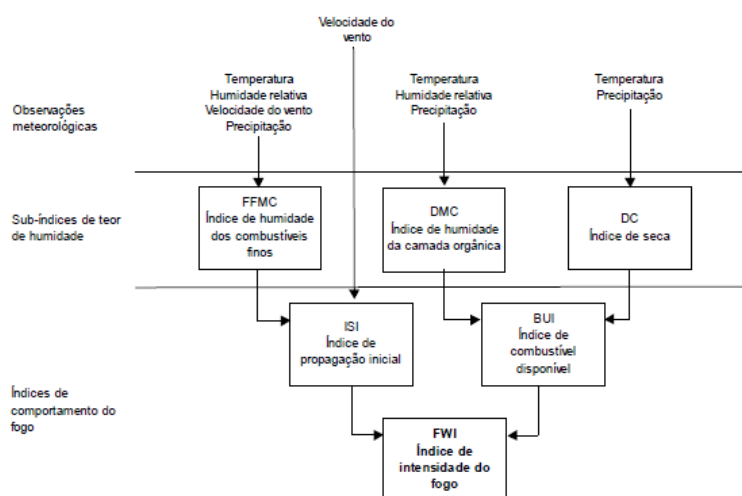 Velocidade do
vento
Observações
meteorológicas
Temperatura
Humidade relativa
Velocidade do vento
Precipitação
Temperatura
Humidade relativa
Precipitação
Temperatura
Precipitação
Sub-índices de teor
de humidade
FFMC
Índice de humidade
dos combustíveis
finos
DMC
Índice de humidade
da camada orgânica
DC
Índice de seca
Índices de
comportamento do
fogo
ISI
Índice de
propagação inicial
BUI
Índice de
combustível
disponível
FWI
Índice de
intensidade do
fogo